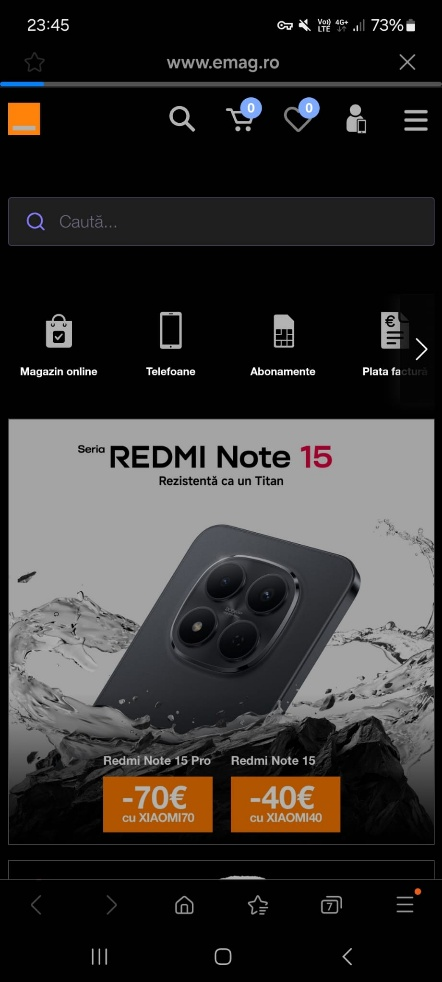 23:45
Vo)) LTE
4G+
73%
www.emag.ro
0
0
Caută...
Magazin online
Telefoane
Abonamente
Plata factură
Seria REDMI Note 15
Rezistentă ca un Titan
Redmi Note 15 Pro
Redmi Note 15
-70€
cu XIAOMI70
-40€
cu XIAOMI40
7